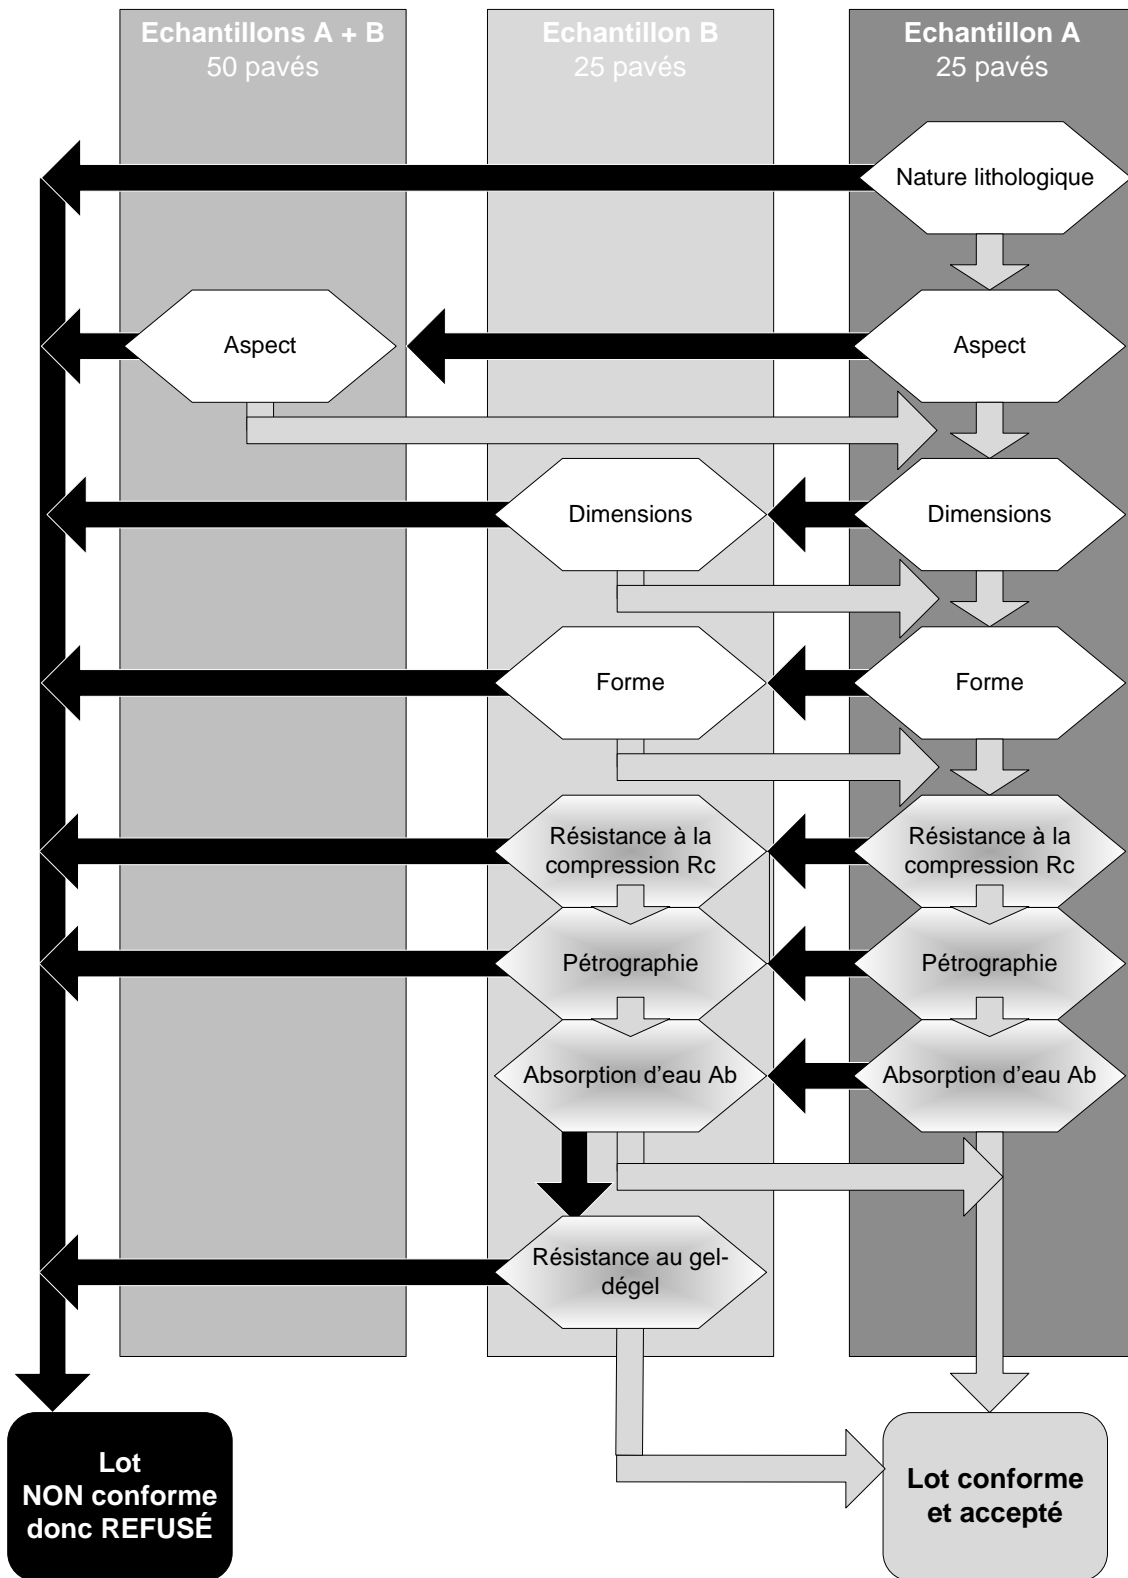 Echantillons A + B
50 pavés
Echantillon B
25 pavés
Echantillon A
25 pavés
Nature lithologique
Aspect
Aspect
Dimensions
Dimensions
Forme
Forme
Résistance à la
compression Rc
Résistance à la
compression Rc
Pétrographie
Pétrographie
Absorption d’eau Ab
Absorption d’eau Ab
Résistance au gel-
dégel
Lot
NON conforme
donc REFUSÉ
Lot conforme
et accepté